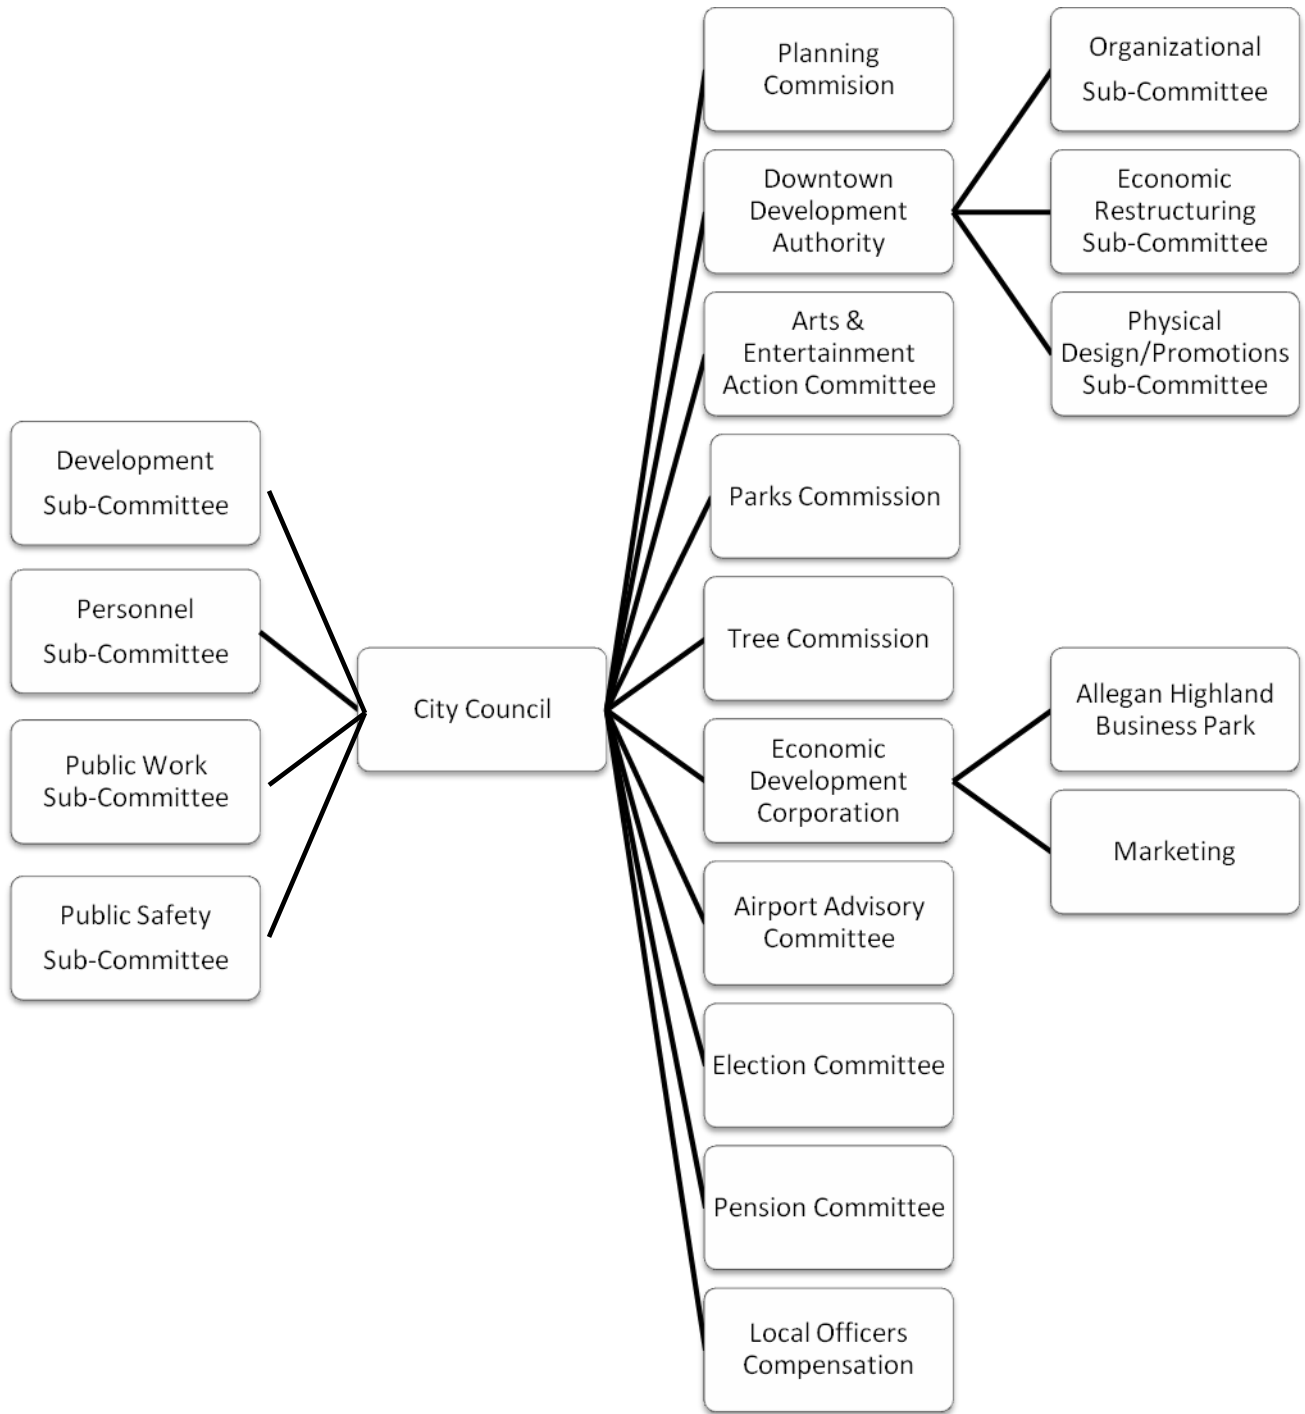 Development
Sub-Committee
Personnel
Sub-Committee
Public Work
Sub-Committee
Public Safety
Sub-Committee
City Council
Planning
Commision
Downtown
Development
Authority
Arts &
Entertainment
Action Committee
Parks Commission
Tree Commission
Economic
Development
Corporation
Airport Advisory
Committee
Election Committee
Pension Committee
Local Officers
Compensation
Organizational
Sub-Committee
Economic
Restructuring
Sub-Committee
Physical
Design/Promotions
Sub-Committee
Allegan Highland
Business Park
Marketing